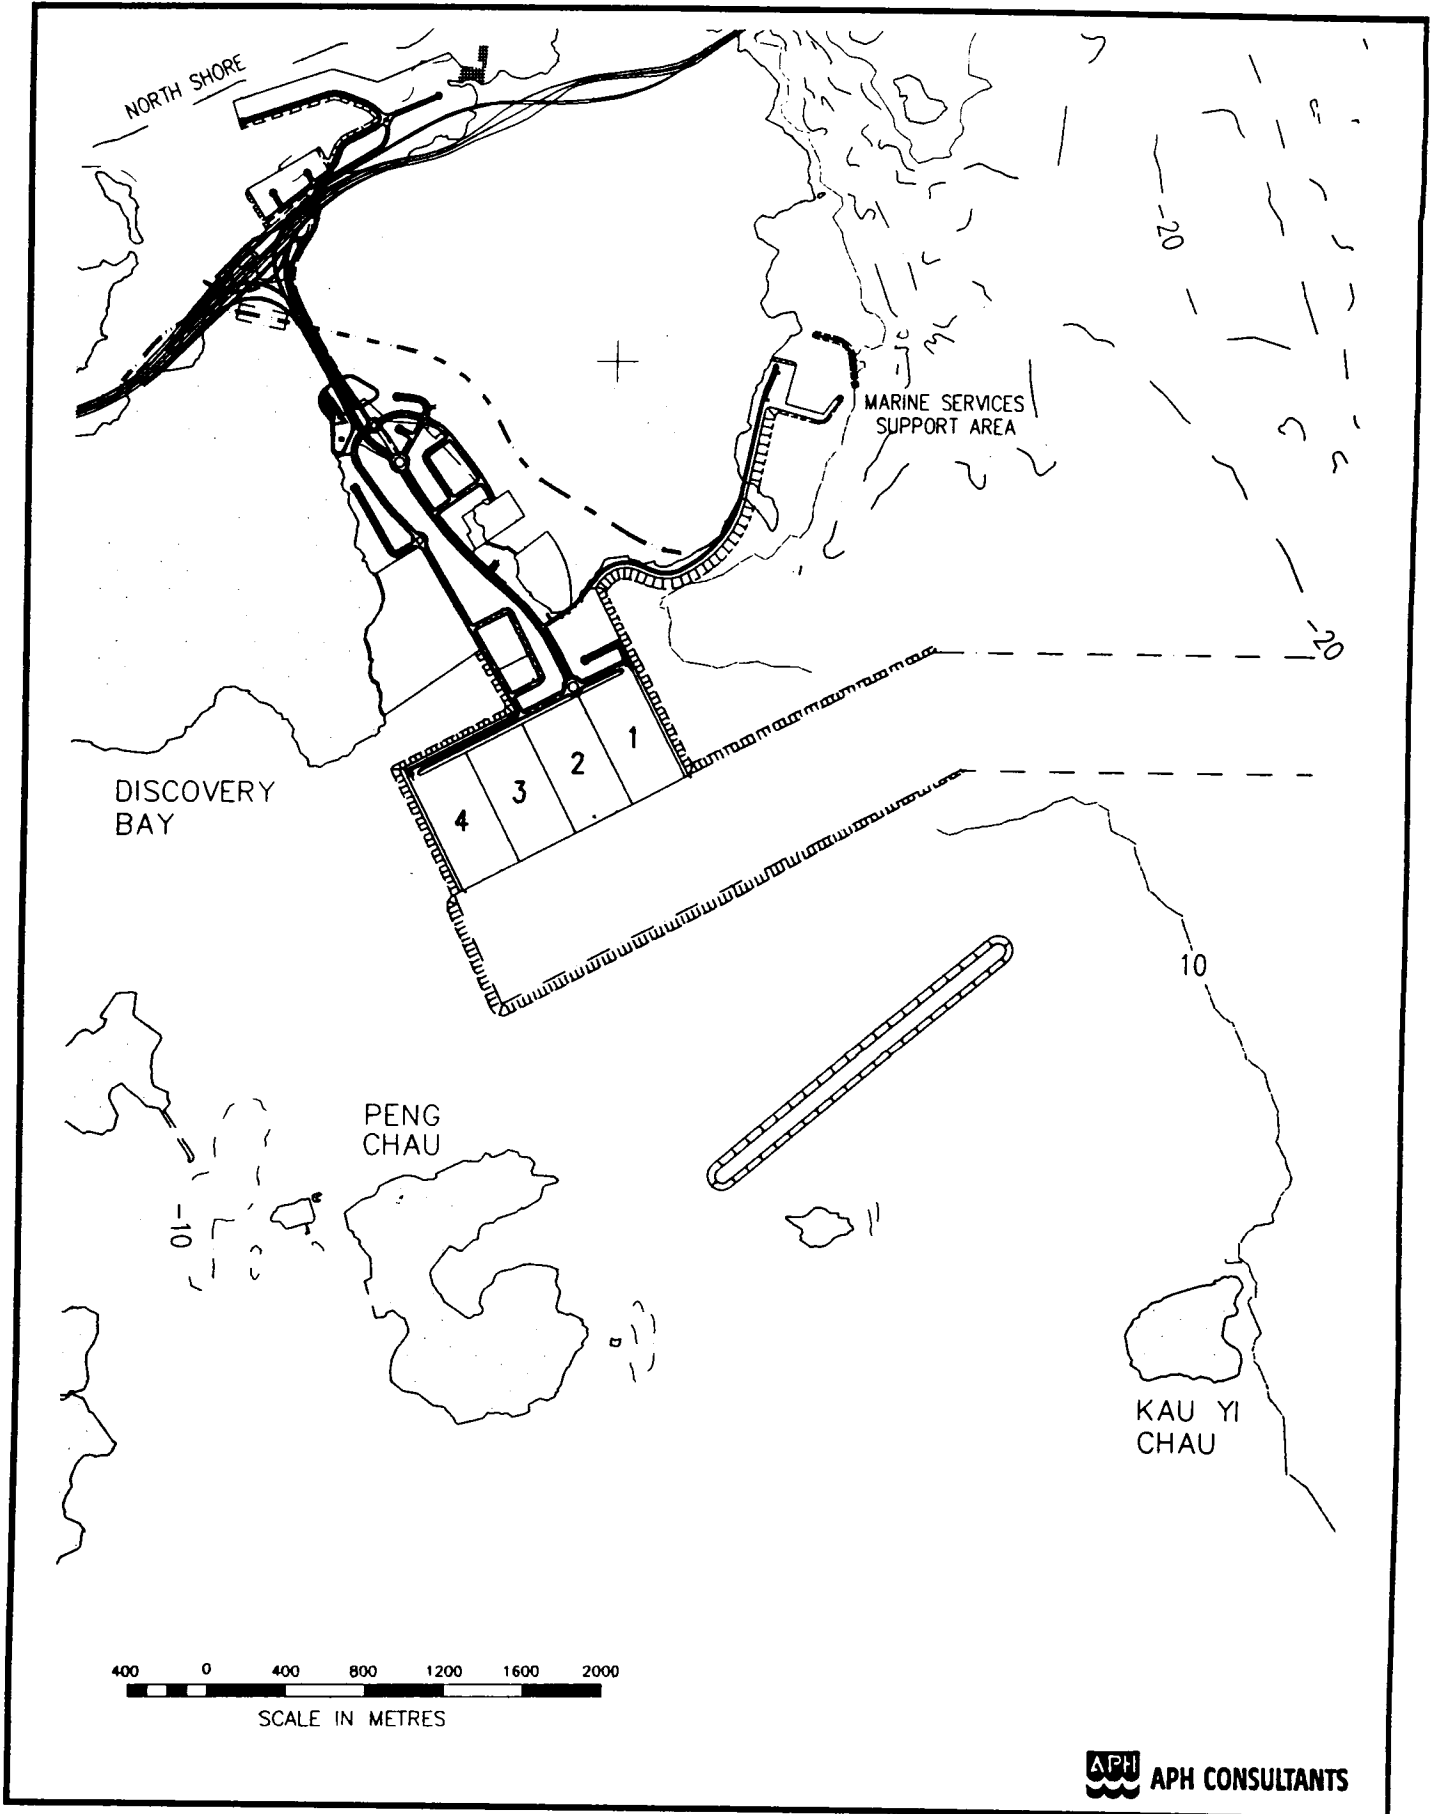 NORTH SHORE
-20
MARINE SERVICES
SUPPORT AREA
-20
1
2
3
4
DISCOVERY
BAY
10
PENG
CHAU
-10
KAU YI
CHAU
400 0 400 800 1200 1600 2000
SCALE IN METRES
APH APH CONSULTANTS